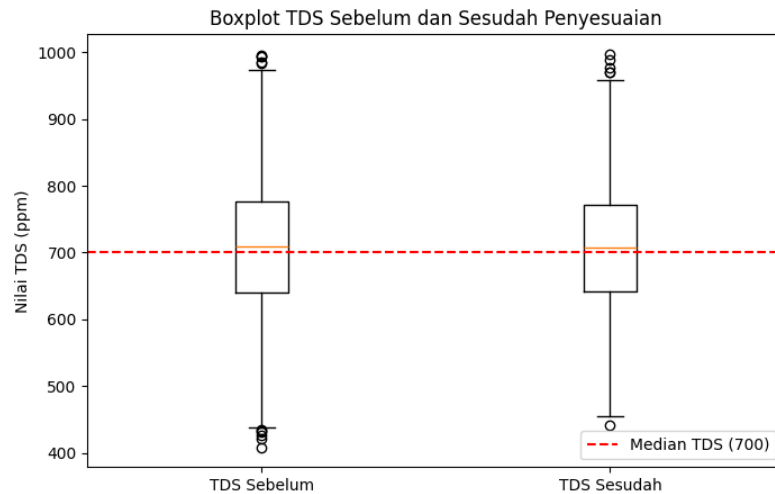 Boxplot TDS Sebelum dan Sesudah Penyesuaian
Nilai TDS (ppm)
1000
900
800
700
600
500
400
Median TDS (700)
TDS Sebelum
TDS Sesudah